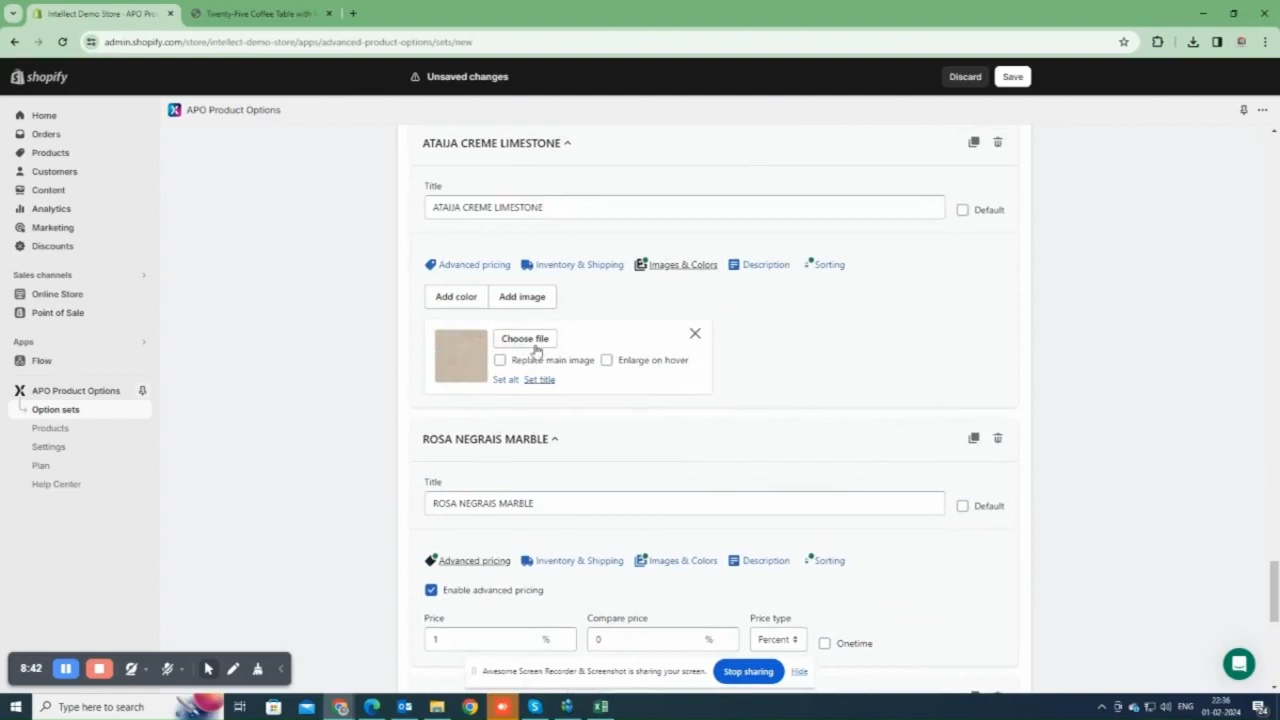 Intellect Demo Store - APO Pro
Twenty-Five Coffee Table with
admin.shopify.com/store/intellect-demo-store/apps/advanced-product-options/sets/new
shopify
Unsaved changes
Discard
Save
APO Product Options
Home
Orders
Products
Customers
Content
Analytics
Marketing
Discounts
Sales channels
Online Store
Point of Sale
Apps
Flow
APO Product Options
Option sets
Products
Settings
Plan
Help Center
ATAIJA CREME LIMESTONE
Title
ATAIJA CREME LIMESTONE
Default
Advanced pricing Inventory & Shipping Images & Colors Description Sorting
Add color Add image
Choose file
Replace main image Enlarge on hover
Set alt Set title
ROSA NEGRAIS MARBLE
Title
ROSA NEGRAIS MARBLE
Default
Advanced pricing Inventory & Shipping Images & Colors Description Sorting
Enable advanced pricing
Price Compare price Price type
1 % 0 % Percent Onetime
8:42
Awesome Screen Recorder & Screenshot is sharing your screen. Stop sharing Hide
Type here to search
ENG
22:36
01-02-2024
24